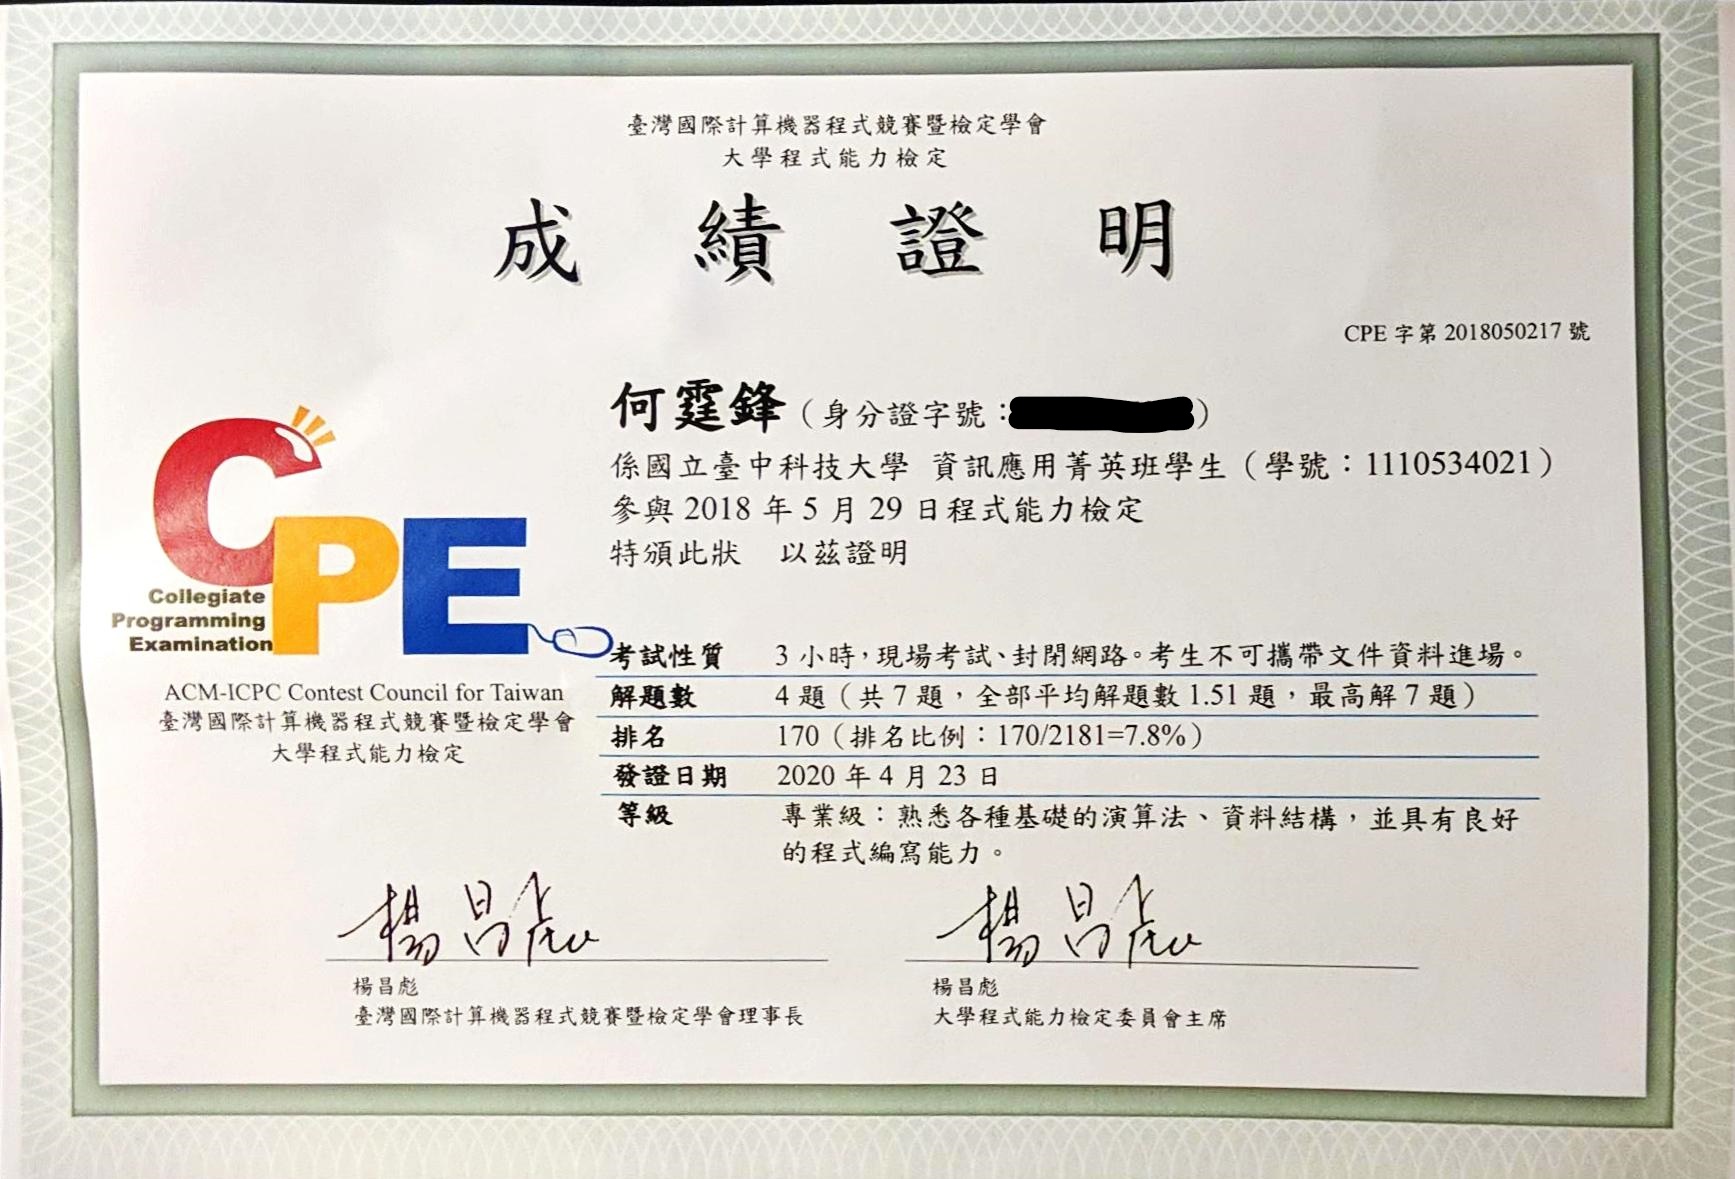 臺灣國際計算機器程式競賽暨檢定學會
大學程式能力檢定
成績證明
CPE 字第 2018050217 號
何霆鋒（身分證字號：）
係國立臺中科技大學 資訊應用菁英班學生（學號：1110534021）
參與 2018 年 5 月 29 日程式能力檢定
特頒此狀 以茲證明
CPE
Collegiate
Programming
Examination
ACM-ICPC Contest Council for Taiwan
臺灣國際計算機器程式競賽暨檢定學會
大學程式能力檢定
考試性質 3 小時，現場考試、封閉網路。考生不可攜帶文件資料進場。
解題數 4 題（共 7 題，全部平均解題數 1.51 題，最高解 7 題）
排名 170（排名比例：170/2181=7.8%）
發證日期 2020 年 4 月 23 日
等級 專業級：熟悉各種基礎的演算法、資料結構，並具有良好
的程式編寫能力。
楊昌彪 楊昌彪
楊昌彪 楊昌彪
臺灣國際計算機器程式競賽暨檢定學會理事長 大學程式能力檢定委員會主席